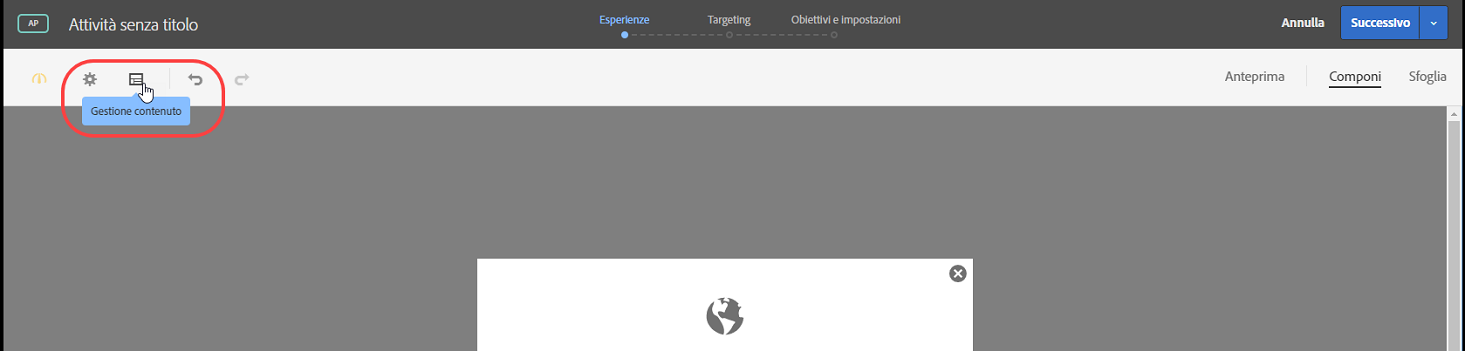 AP
Attività senza titolo
Esperienze
Targeting
Obiettivi e impostazioni
Annulla
Successivo
Anteprima
Componi
Sfoglia
Gestione contenuto